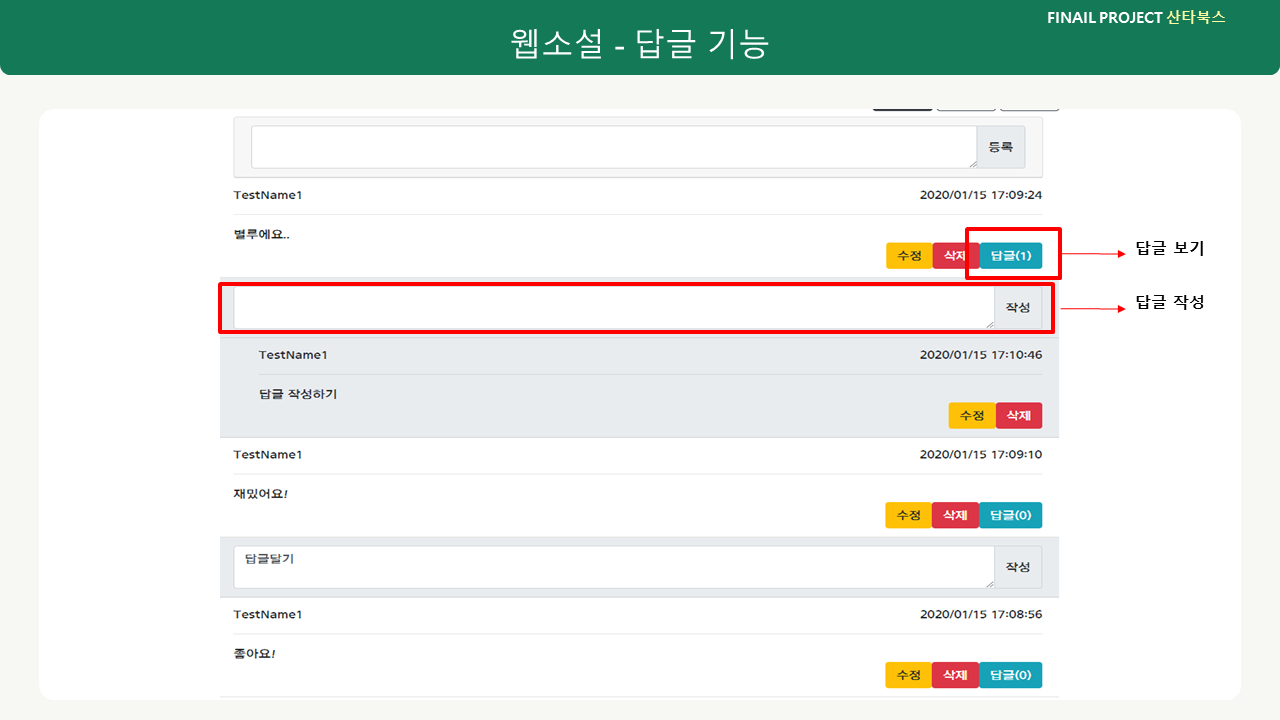 FINAIL PROJECT 산타북스
웹소설 - 답글 기능
등록
TestName1 2020/01/15 17:09:24
별루에요..
수정 삭제 답글(1)
답글 보기
작성
답글 작성
TestName1 2020/01/15 17:10:46
답글 작성하기
수정 삭제
TestName1 2020/01/15 17:09:10
재밌어요!
수정 삭제 답글(0)
답글달기
작성
TestName1 2020/01/15 17:08:56
좋아요!
수정 삭제 답글(0)